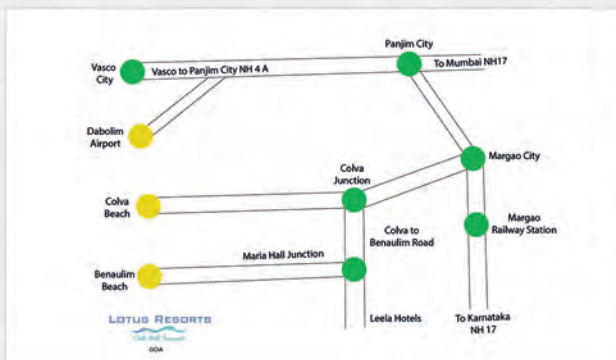 Panjim City
Vasco
City
Vasco to Panjim City NH 4 A
To Mumbai NH17
Dabolim
Airport
Margao City
Colva
Junction
Colva
Beach
Margao
Railway Station
Colva to
Benaulim Road
Maria Hall Junction
Benaulim
Beach
LOTUS RESORTS
GOA
Leela Hotels
To Karnataka
NH 17